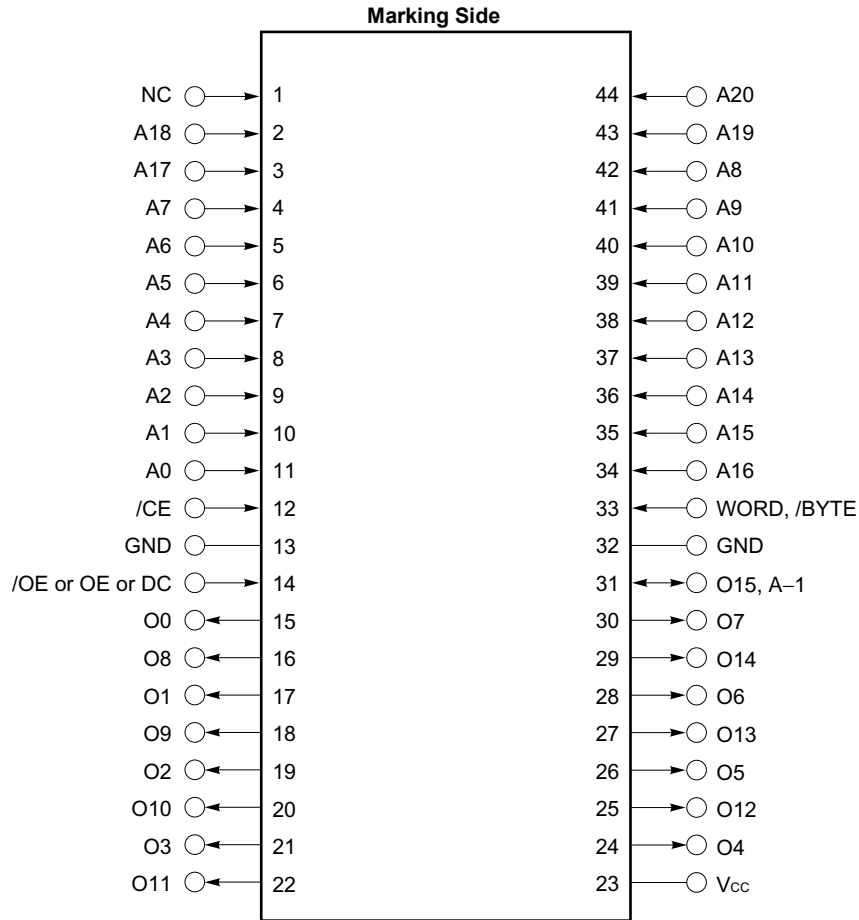 Marking Side
NC 1 44 A20
A18 2 43 A19
A17 3 42 A8
A7 4 41 A9
A6 5 40 A10
A5 6 39 A11
A4 7 38 A12
A3 8 37 A13
A2 9 36 A14
A1 10 35 A15
A0 11 34 A16
/CE 12 33 WORD, /BYTE
GND 13 32 GND
/OE or OE or DC 14 31 O15, A−1
O0 15 30 O7
O8 16 29 O14
O1 17 28 O6
O9 18 27 O13
O2 19 26 O5
O10 20 25 O12
O3 21 24 O4
O11 22 23 Vcc